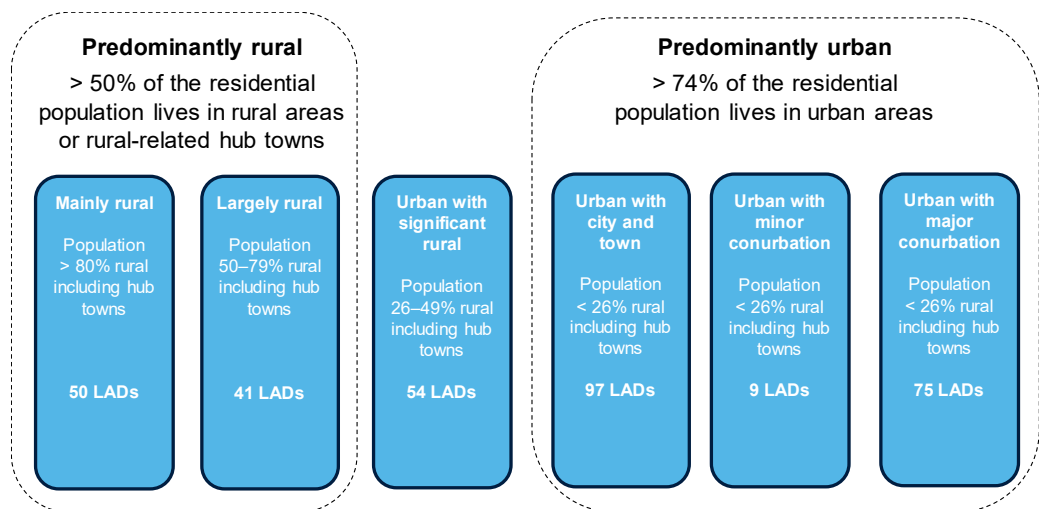 Predominantly rural
> 50% of the residential
population lives in rural areas
or rural-related hub towns
Predominantly urban
> 74% of the residential
population lives in urban areas
Mainly rural
Population
> 80% rural
including hub
towns
50 LADs
Largely rural
Population
50–79% rural
including hub
towns
41 LADs
Urban with
significant
rural
Population
26–49% rural
including hub
towns
54 LADs
Urban with
city and
town
Population
< 26% rural
including hub
towns
97 LADs
Urban with
minor
conurbation
Population
< 26% rural
including hub
towns
9 LADs
Urban with
major
conurbation
Population
< 26% rural
including hub
towns
75 LADs